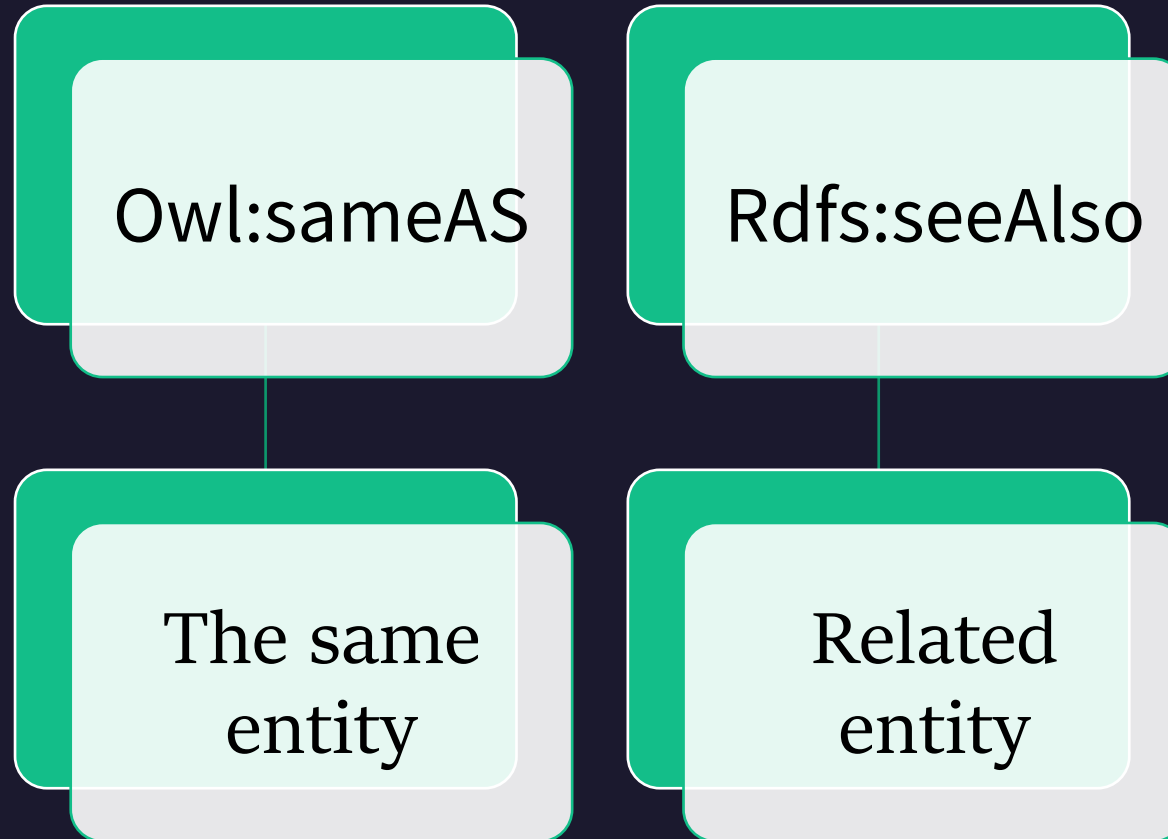 Owl:sameAS
Rdfs:seeAlso
The same
entity
Related
entity